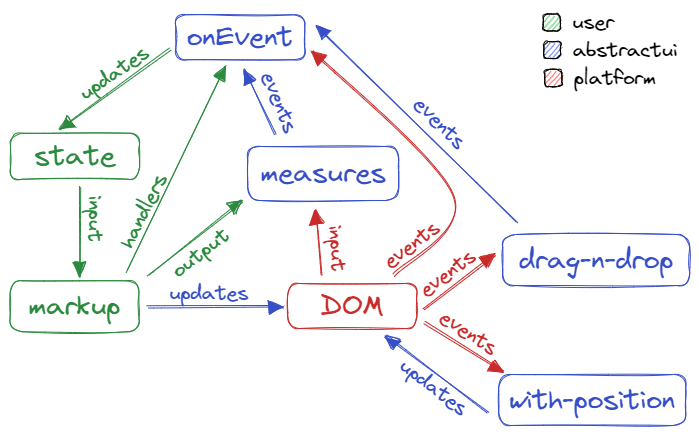 user
abstractui
platform
onEvent
updates
events
events
state
measures
handlers
input
output
input
events
drag-n-drop
events
markup
updates
DOM
events
updates
with-position